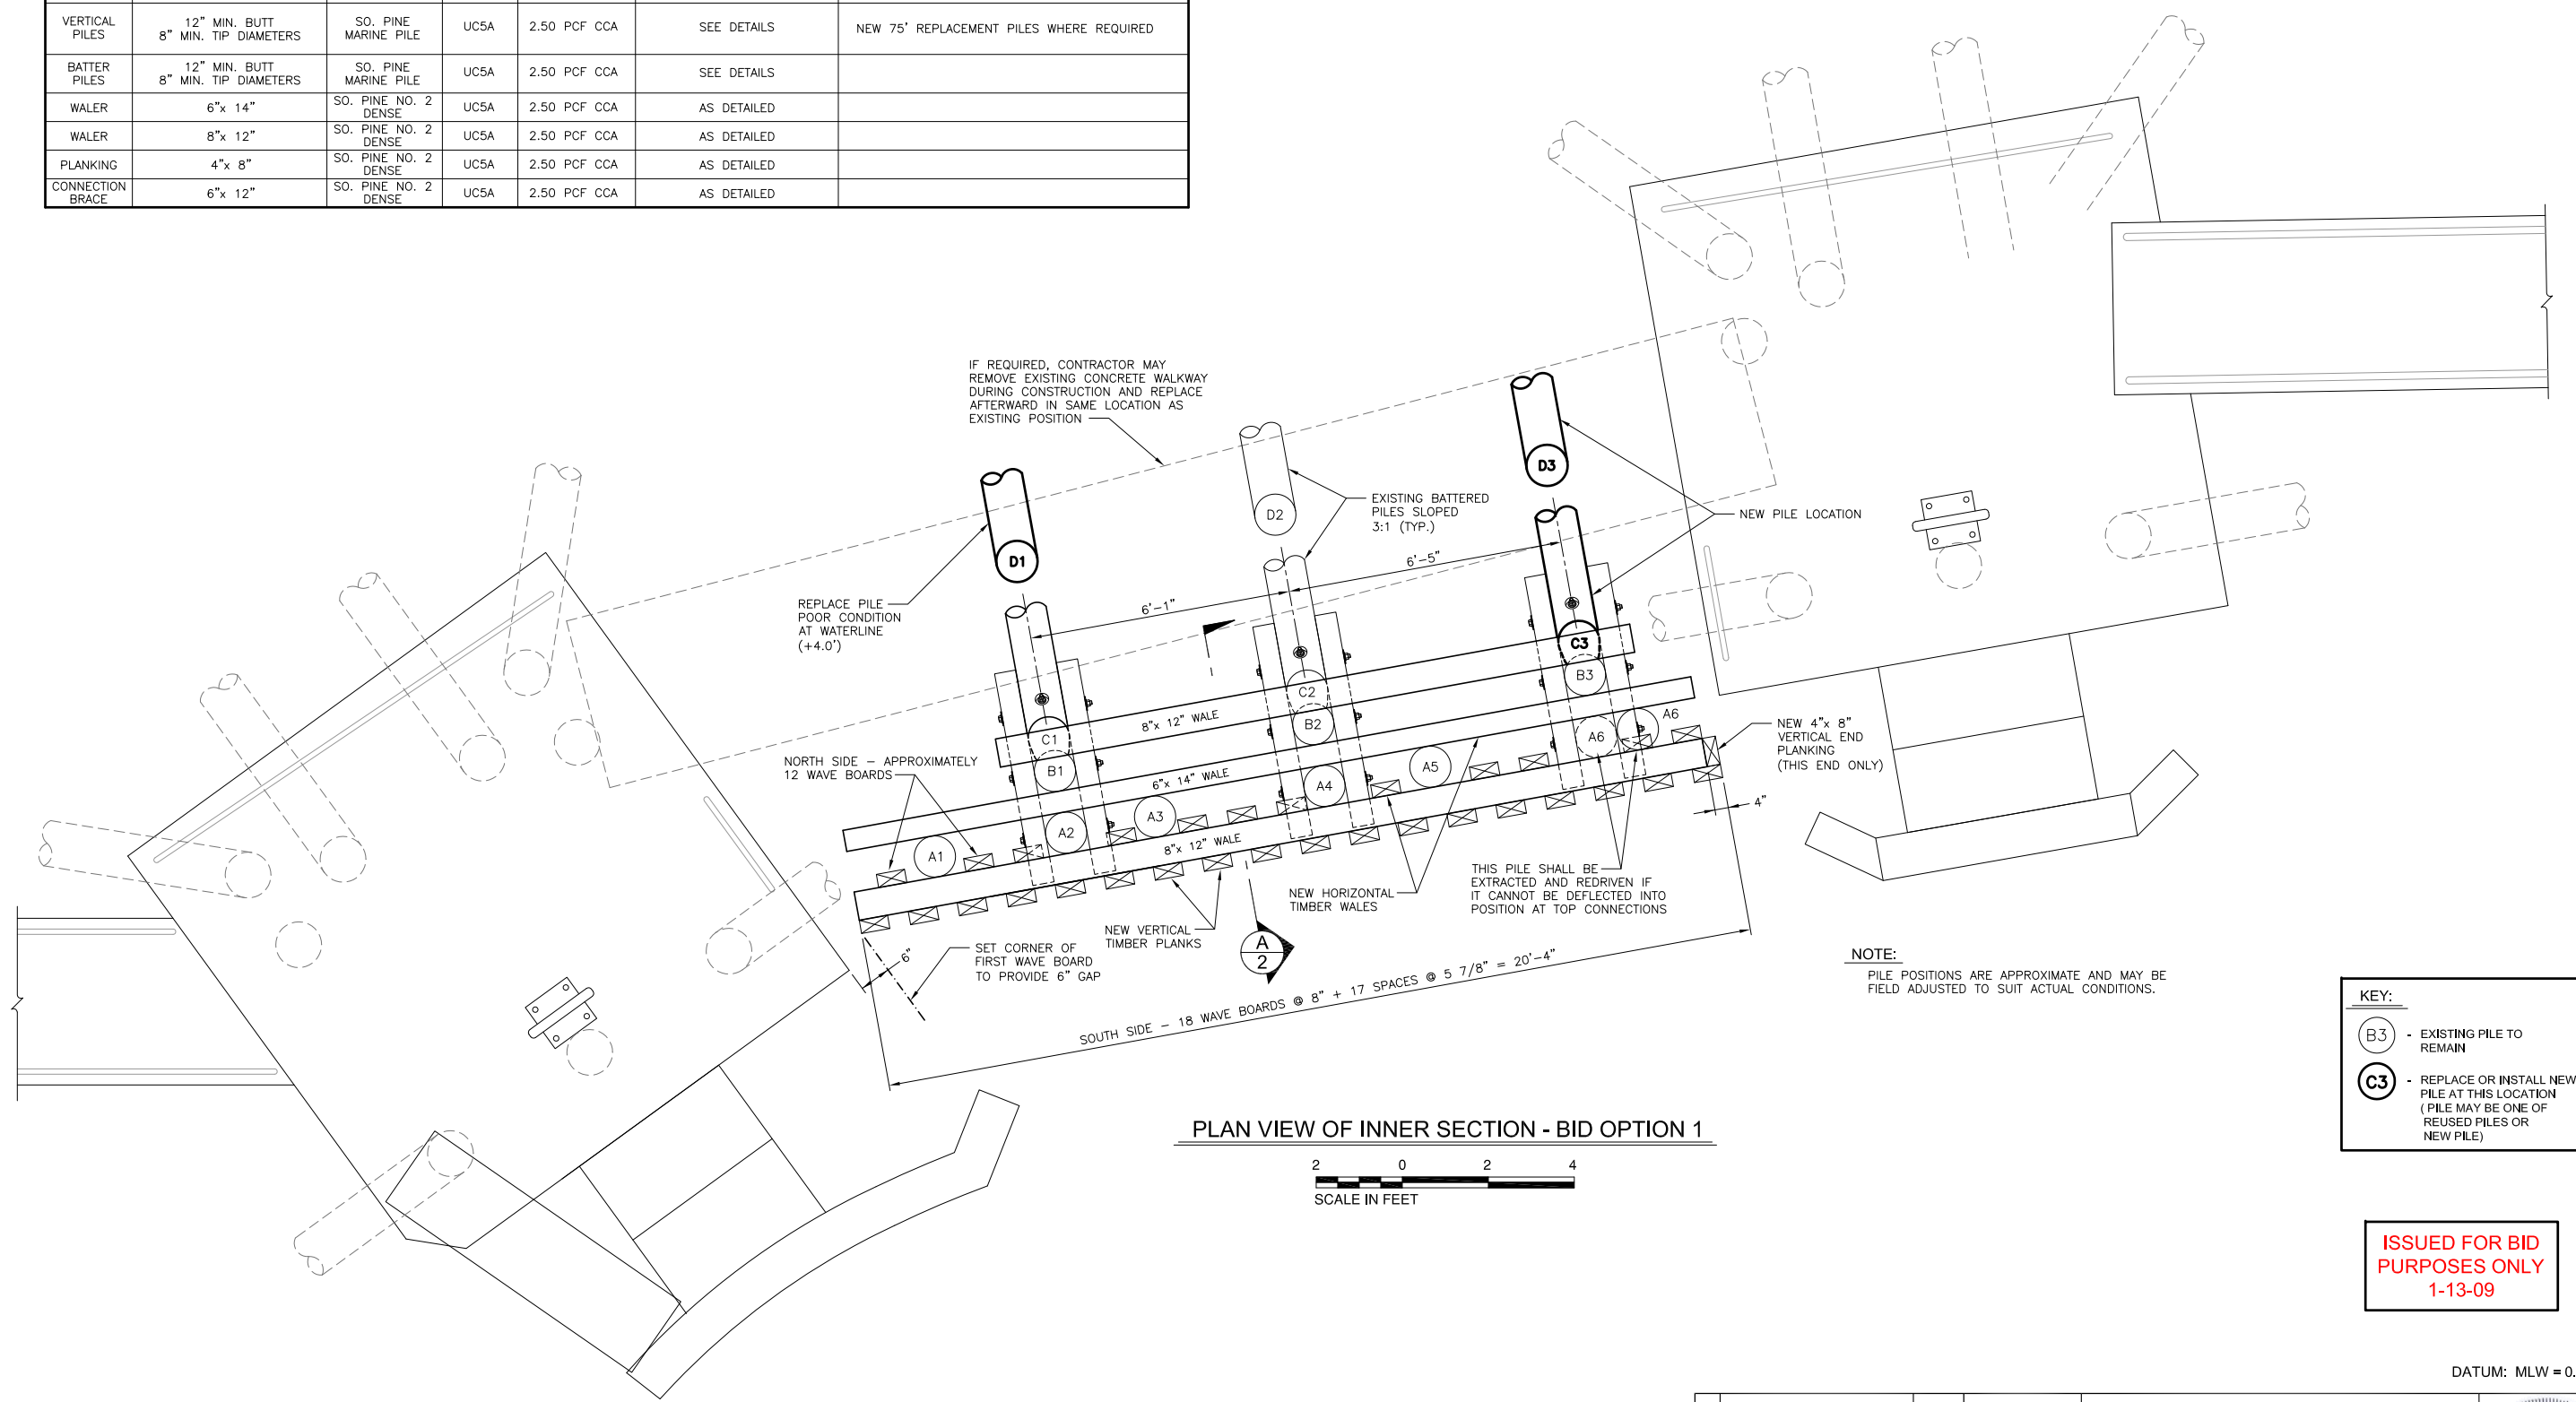 VERTICAL PILES 12" MIN. BUTT 8" MIN. TIP DIAMETERS SO. PINE MARINE PILE UC5A 2.50 PCF CCA SEE DETAILS NEW 75' REPLACEMENT PILES WHERE REQUIRED
BATTER PILES 12" MIN. BUTT 8" MIN. TIP DIAMETERS SO. PINE MARINE PILE UC5A 2.50 PCF CCA SEE DETAILS
WALER 6"x 14" SO. PINE NO. 2 DENSE UC5A 2.50 PCF CCA AS DETAILED
WALER 8"x 12" SO. PINE NO. 2 DENSE UC5A 2.50 PCF CCA AS DETAILED
PLANKING 4"x 8" SO. PINE NO. 2 DENSE UC5A 2.50 PCF CCA AS DETAILED
CONNECTION BRACE 6"x 12" SO. PINE NO. 2 DENSE UC5A 2.50 PCF CCA AS DETAILED
IF REQUIRED, CONTRACTOR MAY
REMOVE EXISTING CONCRETE WALKWAY
DURING CONSTRUCTION AND REPLACE
AFTERWARD IN SAME LOCATION AS
EXISTING POSITION
D3
D2
D1
EXISTING BATTERED
PILES SLOPED
3:1 (TYP.)
NEW PILE LOCATION
6'-5"
6'-1"
REPLACE PILE
POOR CONDITION
AT WATERLINE
(+4.0')
C3
B3
C2
B2
C1
B1
8"x 12" WALE
6"x 14" WALE
8"x 12" WALE
A6
A6
A5
A4
A3
A2
A1
NEW 4"x 8"
VERTICAL END
PLANKING
(THIS END ONLY)
4"
NORTH SIDE - APPROXIMATELY
12 WAVE BOARDS
THIS PILE SHALL BE
EXTRACTED AND REDRIVEN IF
IT CANNOT BE DEFLECTED INTO
POSITION AT TOP CONNECTIONS
NEW HORIZONTAL
TIMBER WALES
NEW VERTICAL
TIMBER PLANKS
A
2
6"
SET CORNER OF
FIRST WAVE BOARD
TO PROVIDE 6" GAP
SOUTH SIDE - 18 WAVE BOARDS @ 8" + 17 SPACES @ 5 7/8" = 20'-4"
NOTE:
PILE POSITIONS ARE APPROXIMATE AND MAY BE
FIELD ADJUSTED TO SUIT ACTUAL CONDITIONS.
KEY:
B3 - EXISTING PILE TO
REMAIN
C3 - REPLACE OR INSTALL NEW
PILE AT THIS LOCATION
( PILE MAY BE ONE OF
REUSED PILES OR
NEW PILE)
PLAN VIEW OF INNER SECTION - BID OPTION 1
2 0 2 4
SCALE IN FEET
ISSUED FOR BID
PURPOSES ONLY
1-13-09
DATUM: MLW = 0.